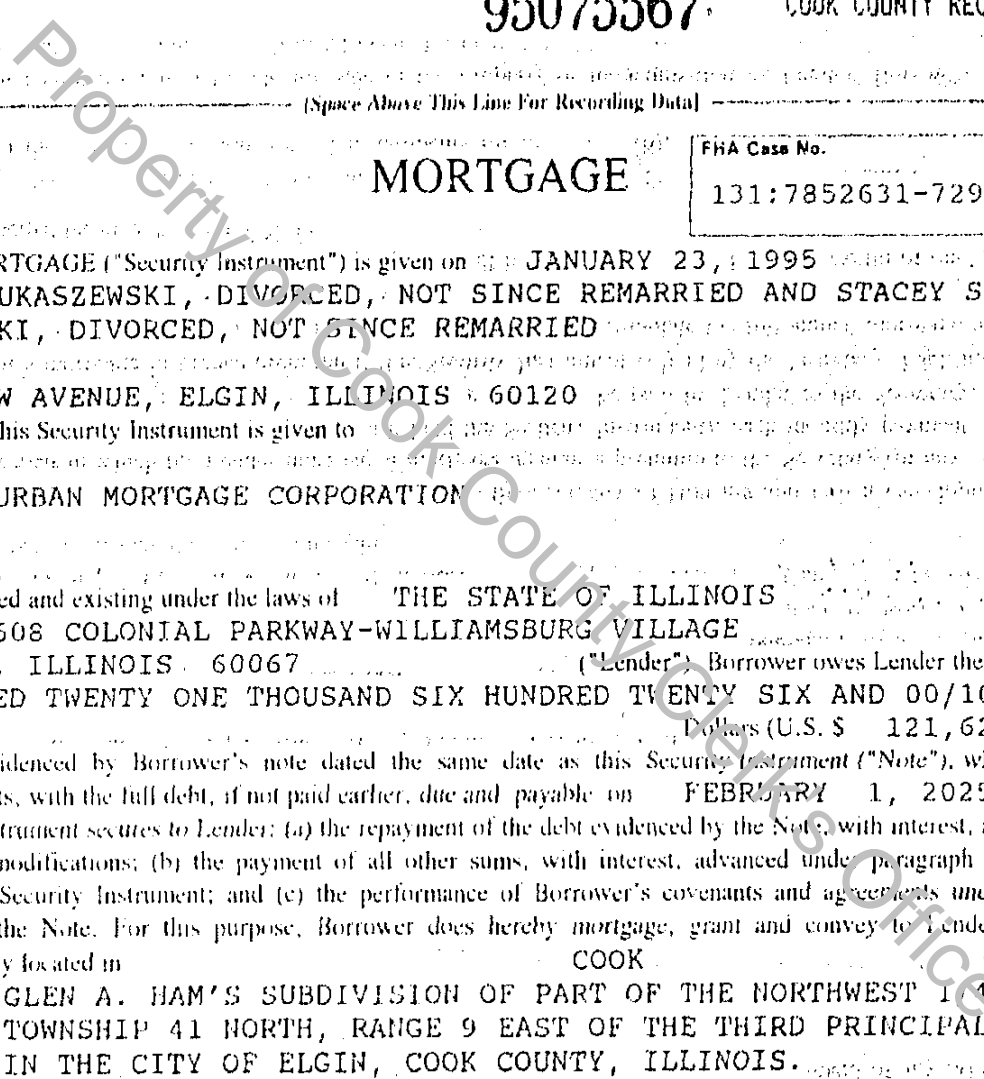 95075567
COOK COUNTY REC
[Space Above This Line For Recording Data]
MORTGAGE
FHA Case No.
131:7852631-729
RTGAGE ("Security Instrument") is given on JANUARY 23, 1995
UKASZEWSKI, DIVORCED, NOT SINCE REMARRIED AND STACEY S
KI, DIVORCED, NOT SINCE REMARRIED
W AVENUE, ELGIN, ILLINOIS 60120
his Security Instrument is given to
URBAN MORTGAGE CORPORATION
ed and existing under the laws of THE STATE OF ILLINOIS
608 COLONIAL PARKWAY-WILLIAMSBURG VILLAGE
, ILLINOIS 60067 ("Lender"). Borrower owes Lender the
ED TWENTY ONE THOUSAND SIX HUNDRED TWENTY SIX AND 00/10
Dollars (U.S. $ 121,62
idenced by Borrower's note dated the same date as this Security Instrument ("Note"), wh
ts, with the full debt, if not paid earlier, due and payable on FEBRUARY 1, 2025
trument secures to Lender: (a) the repayment of the debt evidenced by the Note, with interest, a
modifications; (b) the payment of all other sums, with interest, advanced under paragraph
Security Instrument; and (c) the performance of Borrower's covenants and agreements und
the Note. For this purpose, Borrower does hereby mortgage, grant and convey to Lende
y located in COOK
GLEN A. HAM'S SUBDIVISION OF PART OF THE NORTHWEST 1/4
TOWNSHIP 41 NORTH, RANGE 9 EAST OF THE THIRD PRINCIPAL
IN THE CITY OF ELGIN, COOK COUNTY, ILLINOIS.
Property of Cook County Clerk's Office